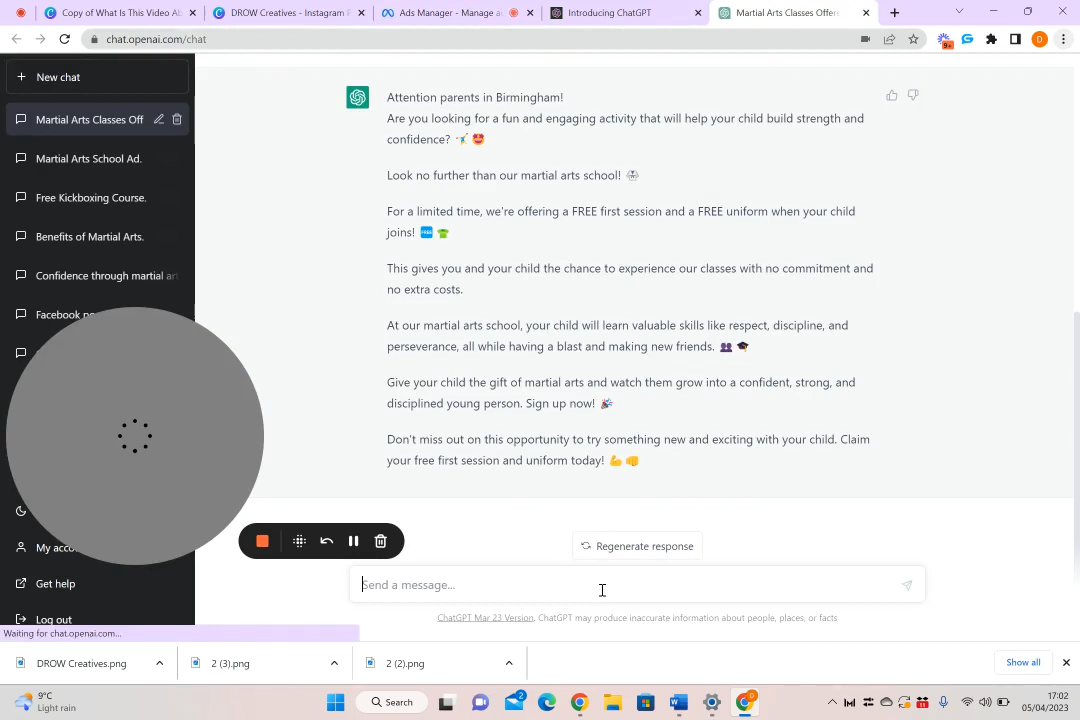 Copy of What Is This Video Ab
DROW Creatives - Instagram P
Ads Manager - Manage a
Introducing ChatGPT
Martial Arts Classes Offer
chat.openai.com/chat
9+
D
New chat
Martial Arts Classes Off
Martial Arts School Ad.
Free Kickboxing Course.
Benefits of Martial Arts.
Confidence through martial art
Facebook po
My acco
Get help
Log out
Waiting for chat.openai.com...
Attention parents in Birmingham!
Are you looking for a fun and engaging activity that will help your child build strength and
confidence? 🤾 🤩
Look no further than our martial arts school! 🥋
For a limited time, we're offering a FREE first session and a FREE uniform when your child
joins! 🆓 👕
This gives you and your child the chance to experience our classes with no commitment and
no extra costs.
At our martial arts school, your child will learn valuable skills like respect, discipline, and
perseverance, all while having a blast and making new friends. 👥 🎓
Give your child the gift of martial arts and watch them grow into a confident, strong, and
disciplined young person. Sign up now! 🎉
Don't miss out on this opportunity to try something new and exciting with your child. Claim
your free first session and uniform today! 💪 👊
Regenerate response
Send a message...
ChatGPT Mar 23 Version. ChatGPT may produce inaccurate information about people, places, or facts
DROW Creatives.png
2 (3).png
2 (2).png
Show all
9°C
Light rain
Search
2
17:02
05/04/2023